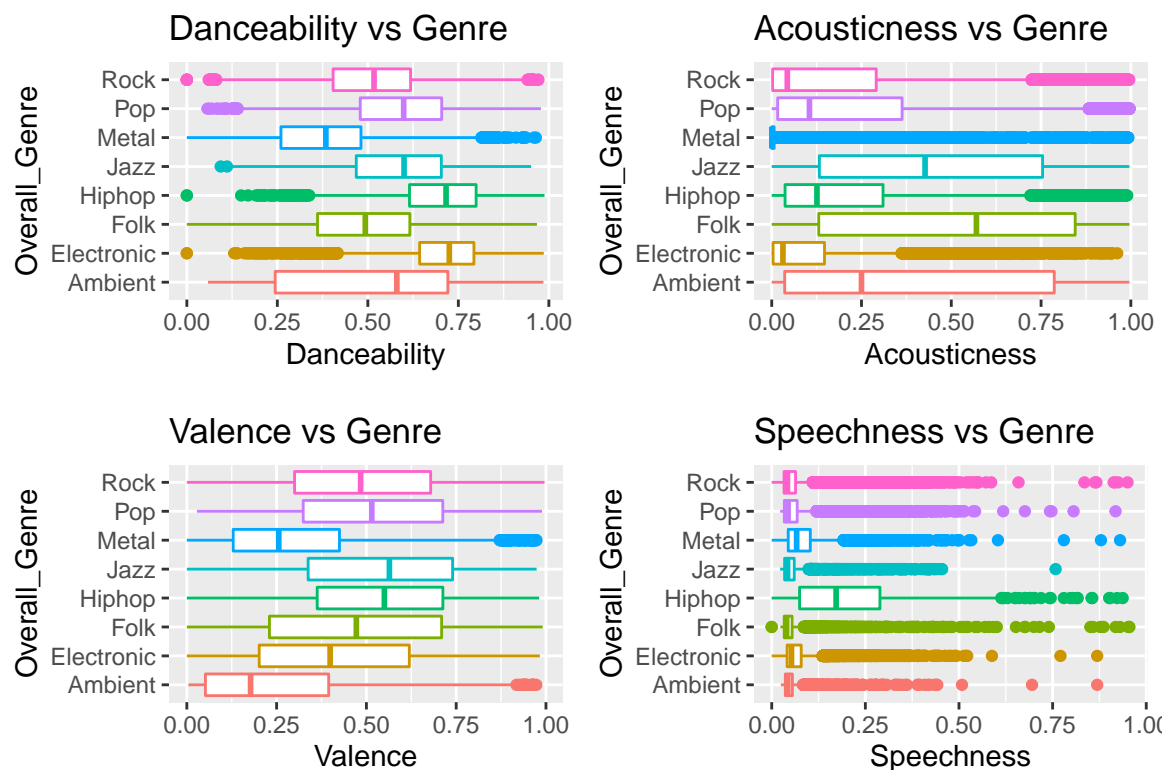 Danceability vs Genre
Overall_Genre
Rock
Pop
Metal
Jazz
Hiphop
Folk
Electronic
Ambient
0.00 0.25 0.50 0.75 1.00
Danceability
Acousticness vs Genre
Overall_Genre
Rock
Pop
Metal
Jazz
Hiphop
Folk
Electronic
Ambient
0.00 0.25 0.50 0.75 1.00
Acousticness
Valence vs Genre
Overall_Genre
Rock
Pop
Metal
Jazz
Hiphop
Folk
Electronic
Ambient
0.00 0.25 0.50 0.75 1.00
Valence
Speechness vs Genre
Overall_Genre
Rock
Pop
Metal
Jazz
Hiphop
Folk
Electronic
Ambient
0.00 0.25 0.50 0.75 1.00
Speechness